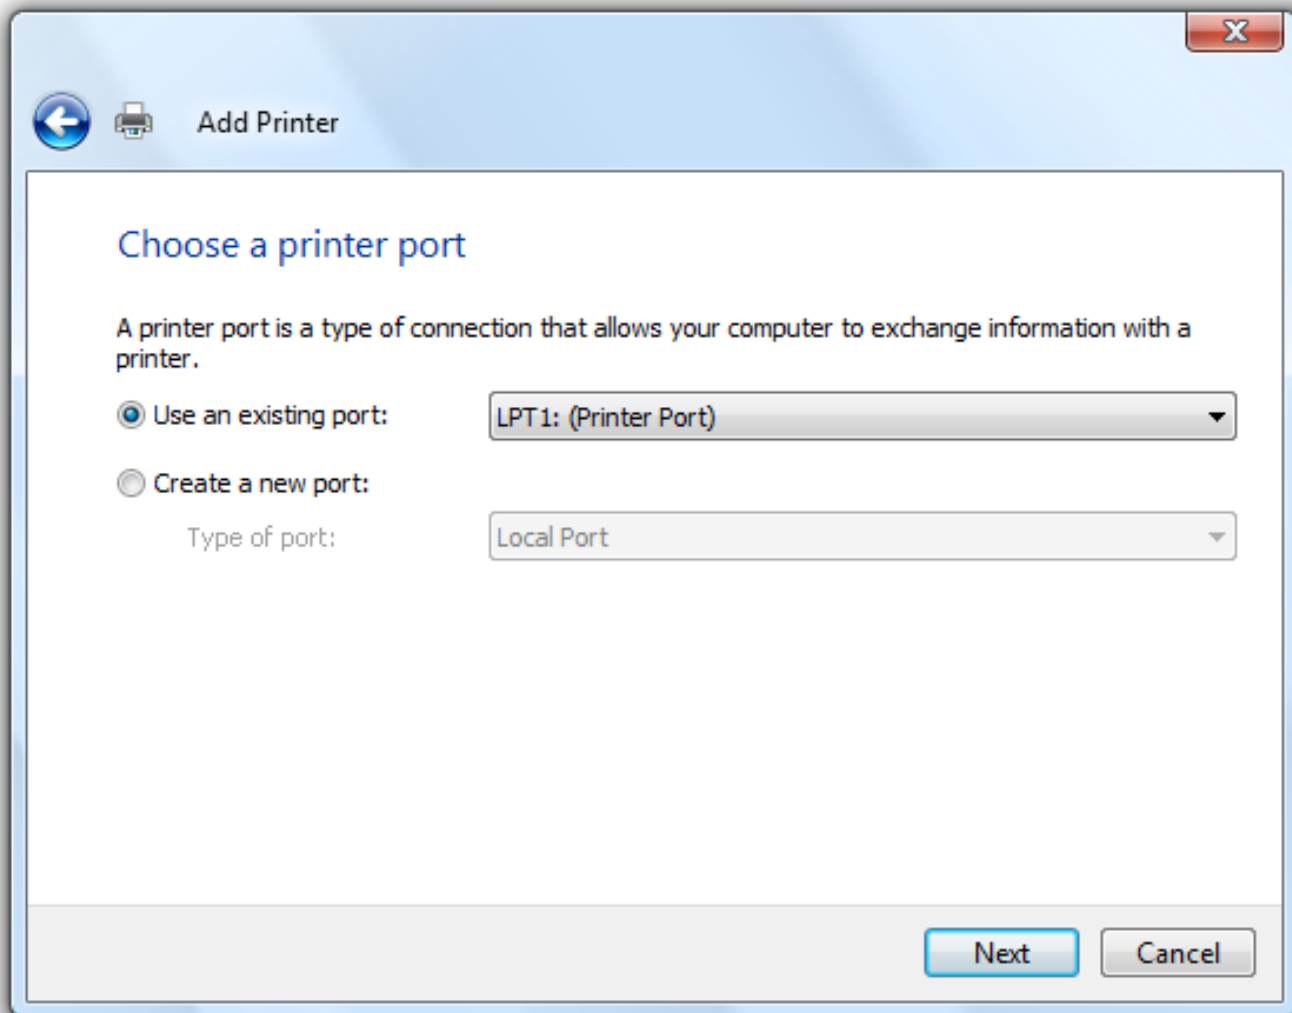 Add Printer
Choose a printer port
A printer port is a type of connection that allows your computer to exchange information with a
printer.
Use an existing port: LPT1: (Printer Port)
Create a new port:
Type of port: Local Port
Next Cancel